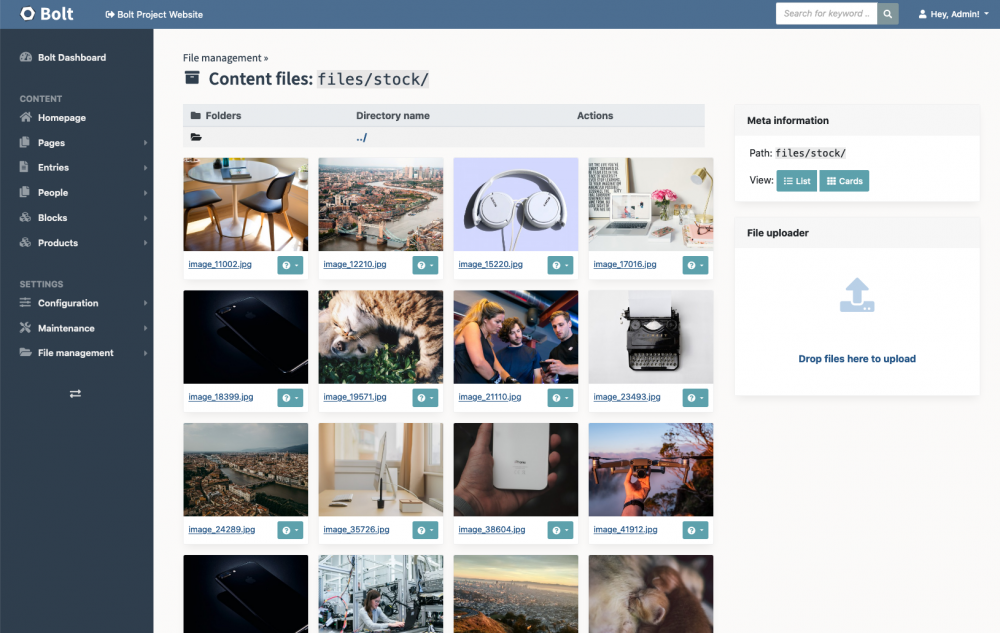 Bolt
Bolt Project Website
Search for keyword ...
Hey, Admin!
Bolt Dashboard
CONTENT
Homepage
Pages
Entries
People
Blocks
Products
SETTINGS
Configuration
Maintenance
File management
File management »
Content files: files/stock/
Folders Directory name Actions
../
image_11002.jpg
image_12210.jpg
image_15220.jpg
image_17016.jpg
image_18399.jpg
image_19571.jpg
image_21110.jpg
image_23493.jpg
image_24289.jpg
image_35726.jpg
image_38604.jpg
image_41912.jpg
Meta information
Path: files/stock/
View: List Cards
File uploader
Drop files here to upload